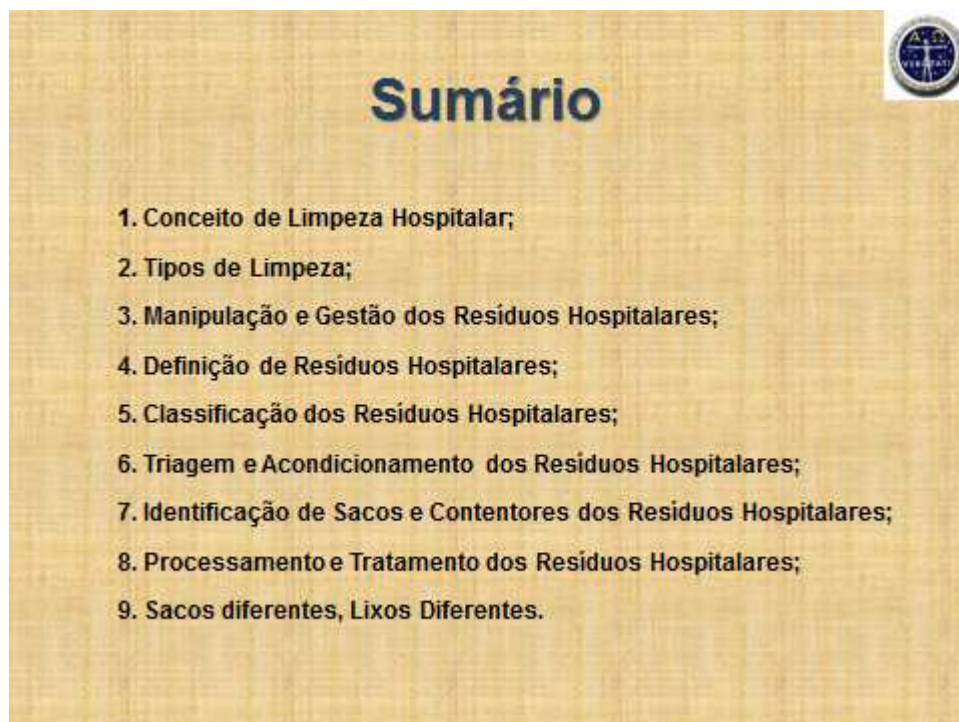 Sumário
1. Conceito de Limpeza Hospitalar;
2. Tipos de Limpeza;
3. Manipulação e Gestão dos Resíduos Hospitalares;
4. Definição de Resíduos Hospitalares;
5. Classificação dos Resíduos Hospitalares;
6. Triagem e Acondicionamento dos Resíduos Hospitalares;
7. Identificação de Sacos e Contentores dos Resíduos Hospitalares;
8. Processamento e Tratamento dos Resíduos Hospitalares;
9. Sacos diferentes, Lixos Diferentes.